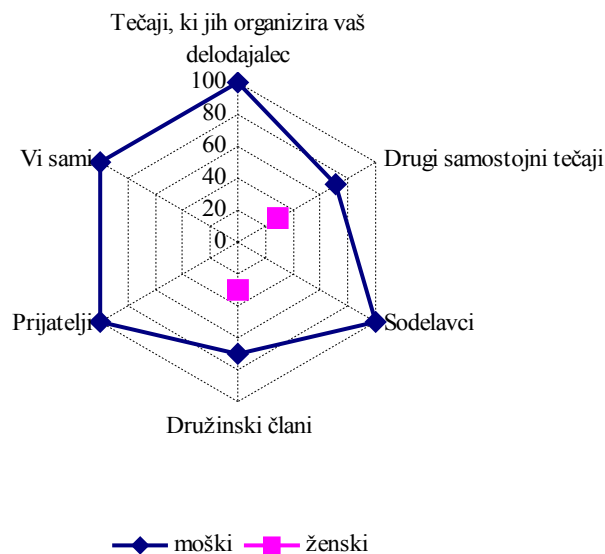 Tečaji, ki jih organizira vaš
delodajalec
100
80
60
40
20
0
Drugi samostojni tečaji
Vi sami
Prijatelji
Sodelavci
Družinski člani
moški
ženski